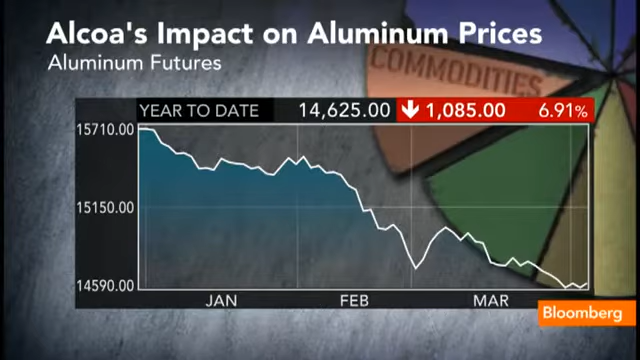 Alcoa's Impact on Aluminum Prices
Aluminum Futures
COMMODITIES
YEAR TO DATE 14,625.00 1,085.00 6.91%
15710.00
15150.00
14590.00
JAN FEB MAR
Bloomberg